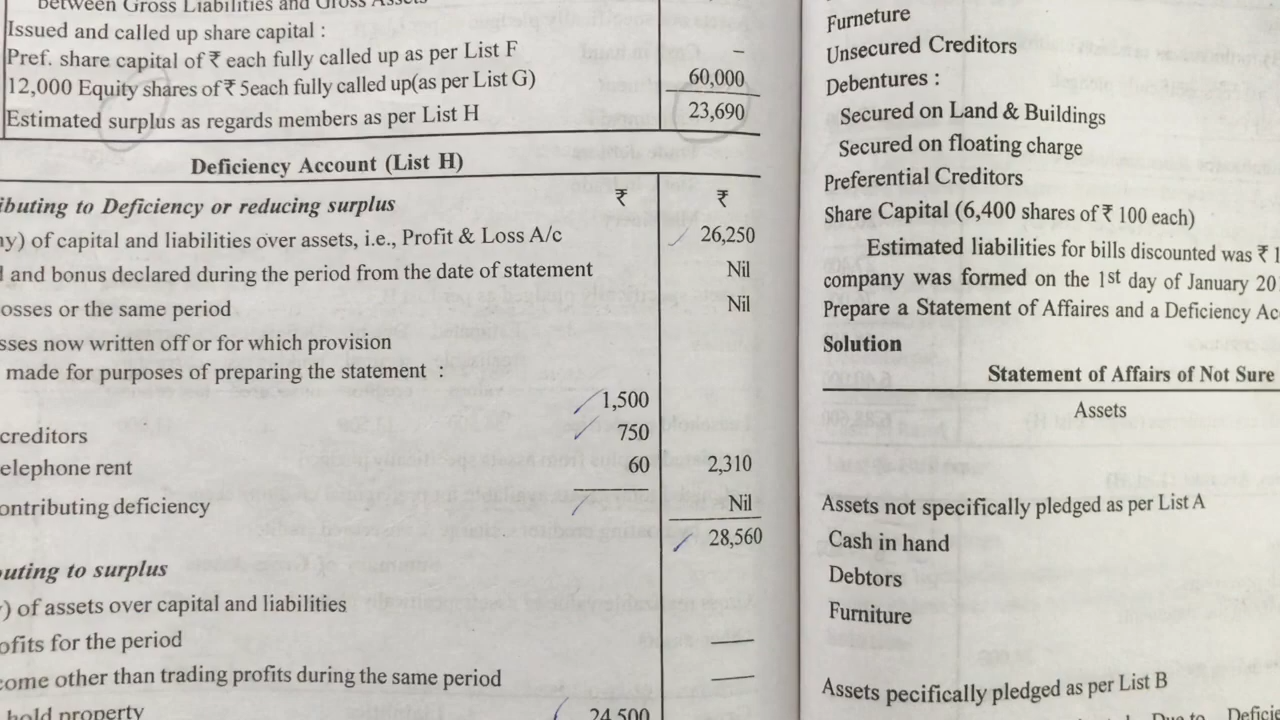 between Gross Liabilities and Gross Assets
Issued and called up share capital :
Pref. share capital of ₹ each fully called up as per List F –
12,000 Equity shares of ₹ 5each fully called up(as per List G) 60,000
Estimated surplus as regards members as per List H 23,690
Deficiency Account (List H)
ibuting to Deficiency or reducing surplus ₹ ₹
ny) of capital and liabilities over assets, i.e., Profit & Loss A/c 26,250
and bonus declared during the period from the date of statement Nil
osses or the same period Nil
sses now written off or for which provision
made for purposes of preparing the statement :
1,500
creditors 750
elephone rent 60 2,310
ontributing deficiency Nil
28,560
outing to surplus
) of assets over capital and liabilities
ofits for the period —
come other than trading profits during the same period —
hold property 24,500
Furneture
Unsecured Creditors
Debentures :
Secured on Land & Buildings
Secured on floating charge
Preferential Creditors
Share Capital (6,400 shares of ₹ 100 each)
Estimated liabilities for bills discounted was ₹ 1
company was formed on the 1st day of January 20
Prepare a Statement of Affaires and a Deficiency Ac
Solution
Statement of Affairs of Not Sure
Assets
Assets not specifically pledged as per List A
Cash in hand
Debtors
Furniture
Assets pecifically pledged as per List B
Due to Deficie